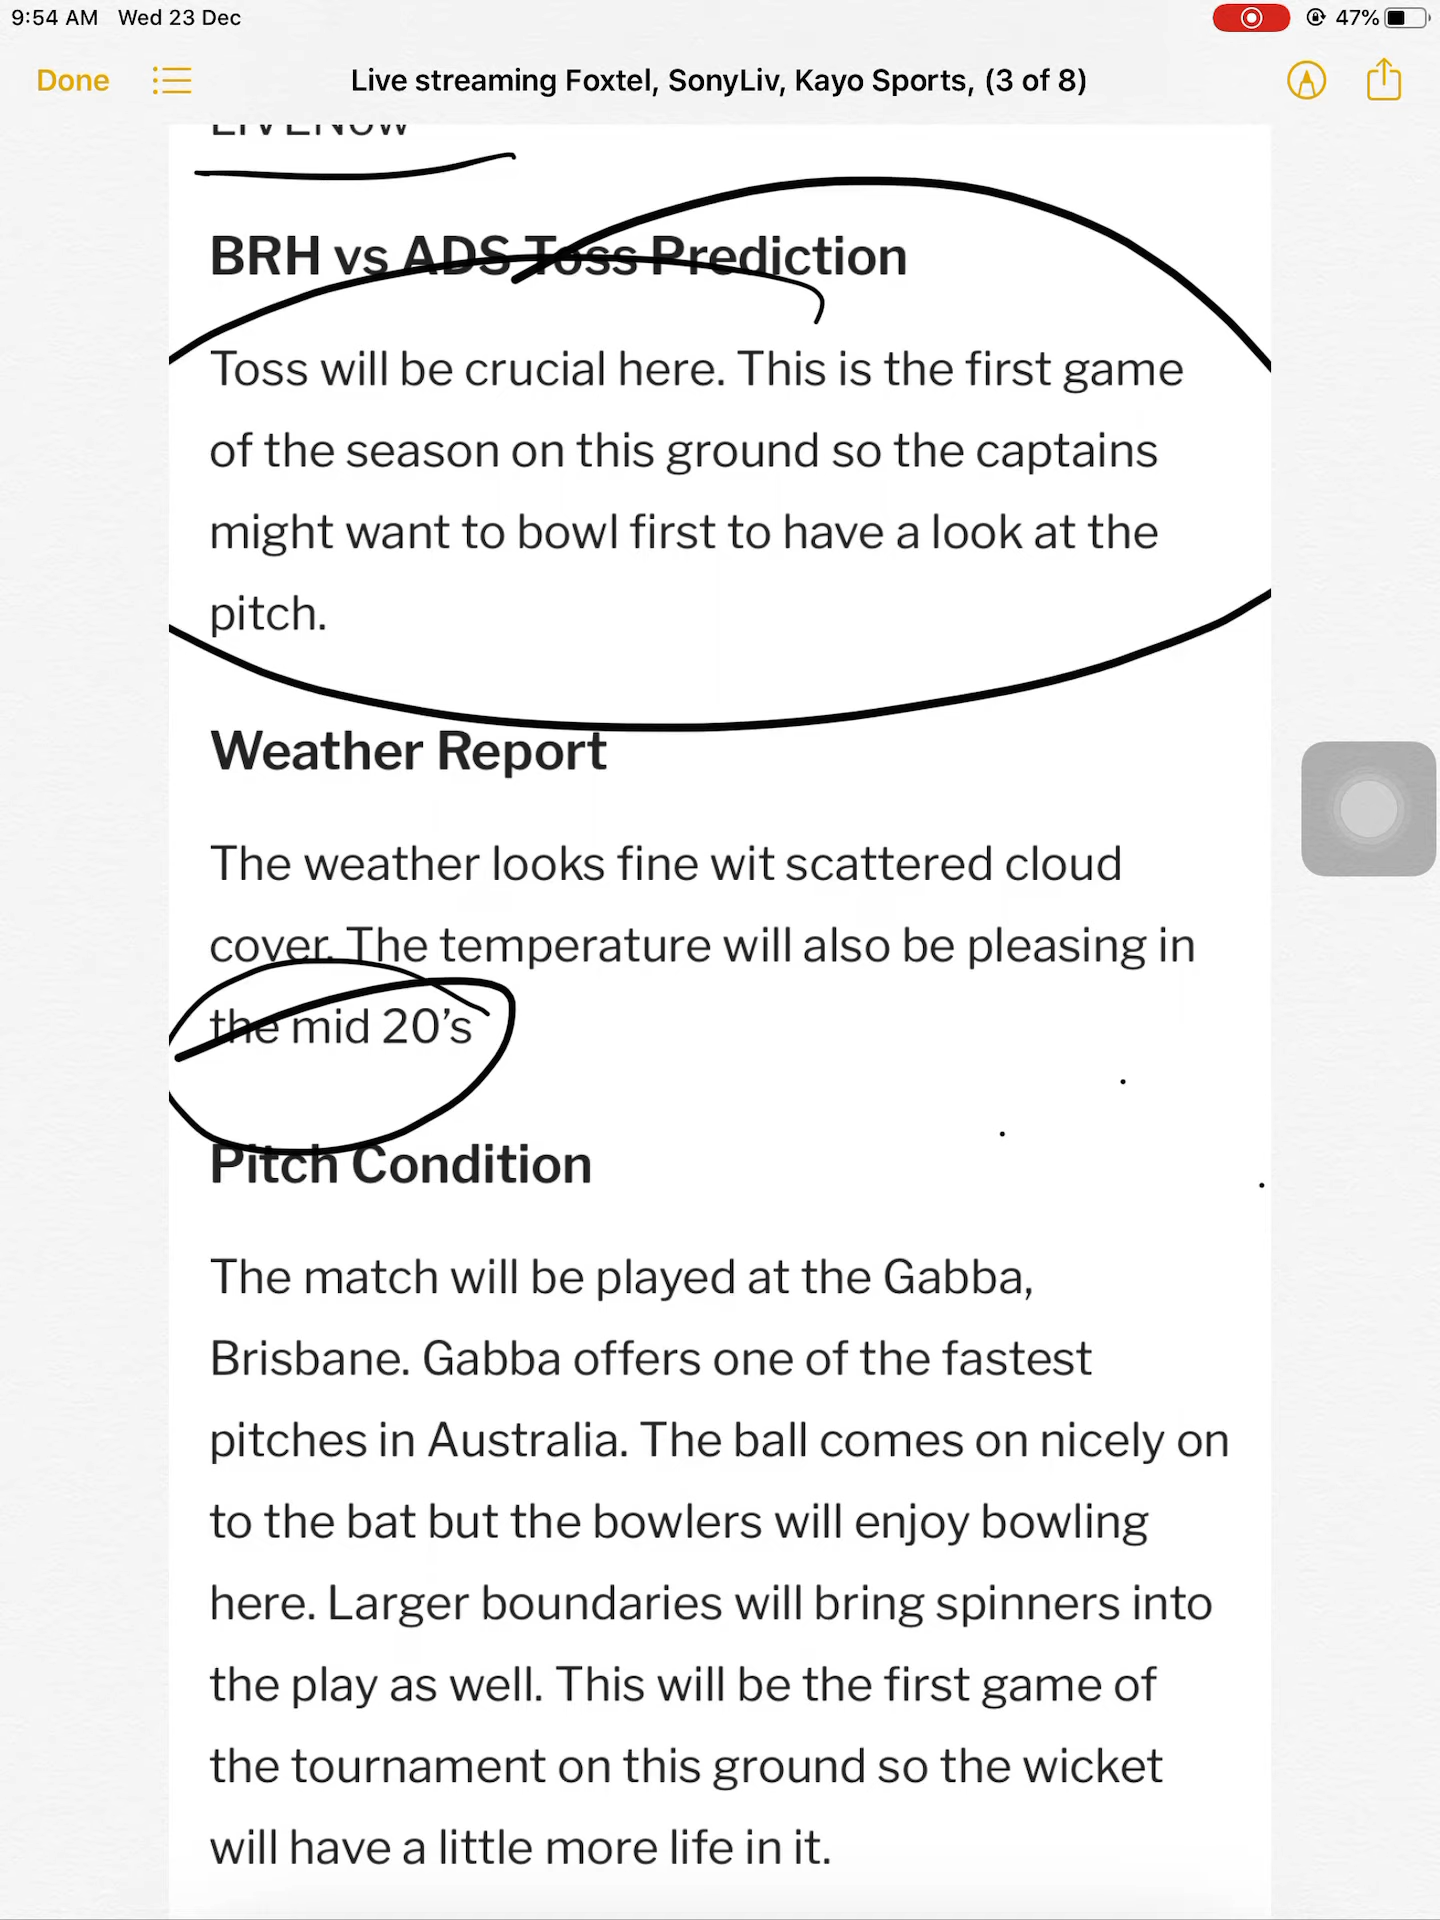 9:54 AM Wed 23 Dec
47%
Done
Live streaming Foxtel, SonyLiv, Kayo Sports, (3 of 8)
LIVENow
BRH vs ADS Toss Prediction
Toss will be crucial here. This is the first game
of the season on this ground so the captains
might want to bowl first to have a look at the
pitch.
Weather Report
The weather looks fine wit scattered cloud
cover. The temperature will also be pleasing in
the mid 20’s
Pitch Condition
The match will be played at the Gabba,
Brisbane. Gabba offers one of the fastest
pitches in Australia. The ball comes on nicely on
to the bat but the bowlers will enjoy bowling
here. Larger boundaries will bring spinners into
the play as well. This will be the first game of
the tournament on this ground so the wicket
will have a little more life in it.